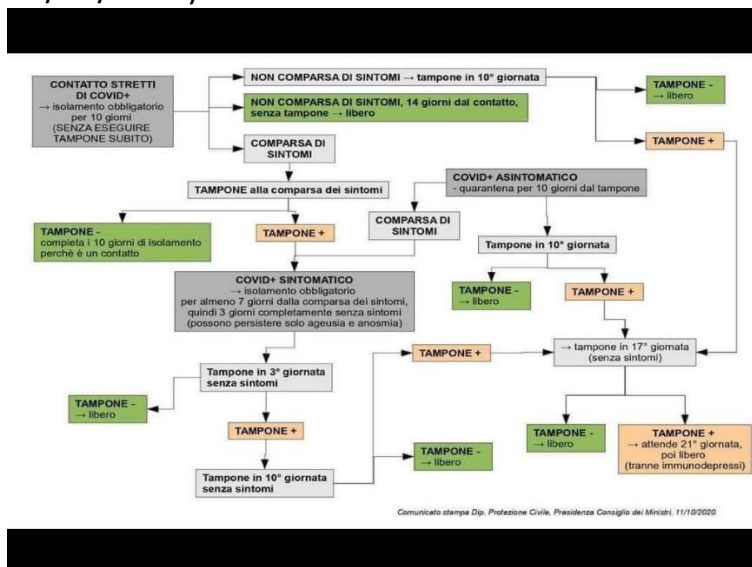 CONTATTO STRETTI
DI COVID+
→ isolamento obbligatorio
per 10 giorni
(SENZA ESEGUIRE
TAMPONE SUBITO)
NON COMPARSA DI SINTOMI → tampone in 10° giornata
NON COMPARSA DI SINTOMI, 14 giorni dal contatto,
senza tampone → libero
COMPARSA DI
SINTOMI
TAMPONE -
→ libero
TAMPONE +
TAMPONE alla comparsa dei sintomi
COVID+ ASINTOMATICO
- quarantena per 10 giorni dal tampone
TAMPONE -
completa i 10 giorni di isolamento
perchè è un contatto
TAMPONE +
COMPARSA DI
SINTOMI
Tampone in 10° giornata
COVID+ SINTOMATICO
→ isolamento obbligatorio
per almeno 7 giorni dalla comparsa dei sintomi,
quindi 3 giorni completamente senza sintomi
(possono persistere solo ageusia e anosmia)
TAMPONE -
→ libero
TAMPONE +
Tampone in 3° giornata
senza sintomi
TAMPONE +
→ tampone in 17° giornata
(senza sintomi)
TAMPONE -
→ libero
TAMPONE +
Tampone in 10° giornata
senza sintomi
TAMPONE -
→ libero
TAMPONE -
→ libero
TAMPONE +
→ attende 21° giornata,
poi libero
(tranne immunodepressi)
Comunicato stampa Dip. Protezione Civile, Presidenza Consiglio dei Ministri, 11/10/2020